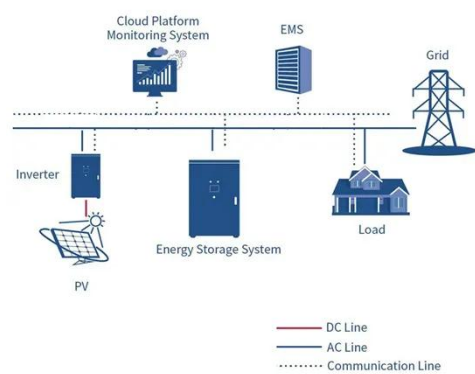 Cloud Platform
Monitoring System
EMS
Grid
Inverter
Energy Storage System
Load
PV
DC Line
AC Line
Communication Line